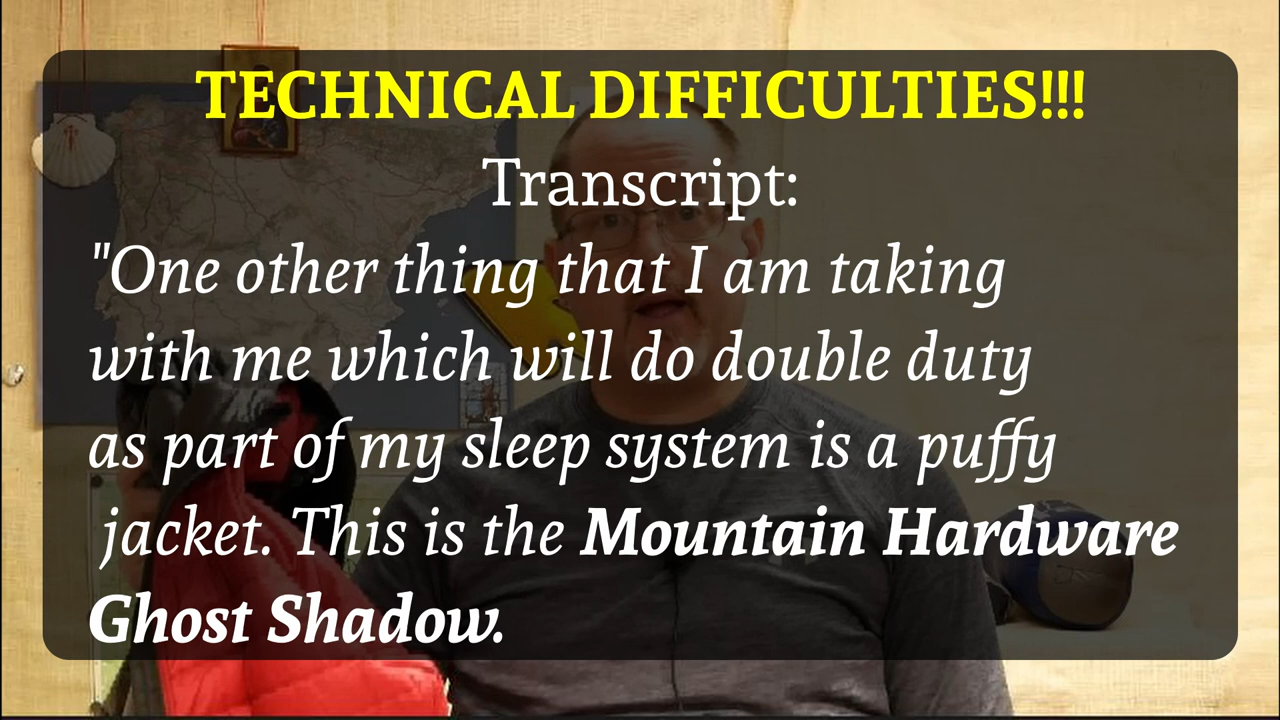 TECHNICAL DIFFICULTIES!!!
Transcript:
"One other thing that I am taking
with me which will do double duty
as part of my sleep system is a puffy
jacket. This is the Mountain Hardware
Ghost Shadow.